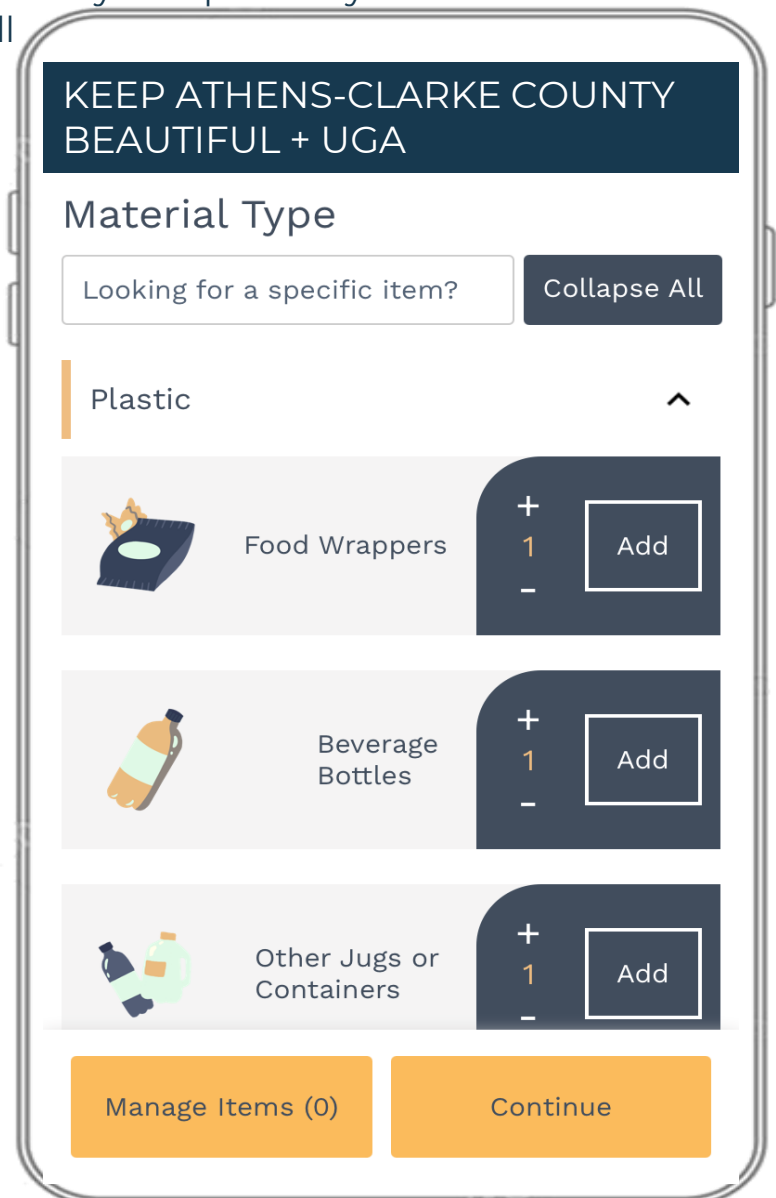 ll
KEEP ATHENS-CLARKE COUNTY
BEAUTIFUL + UGA
Material Type
Looking for a specific item?
Collapse All
Plastic
Food Wrappers
+
1
-
Add
Beverage
Bottles
+
1
-
Add
Other Jugs or
Containers
+
1
-
Add
Manage Items (0)
Continue